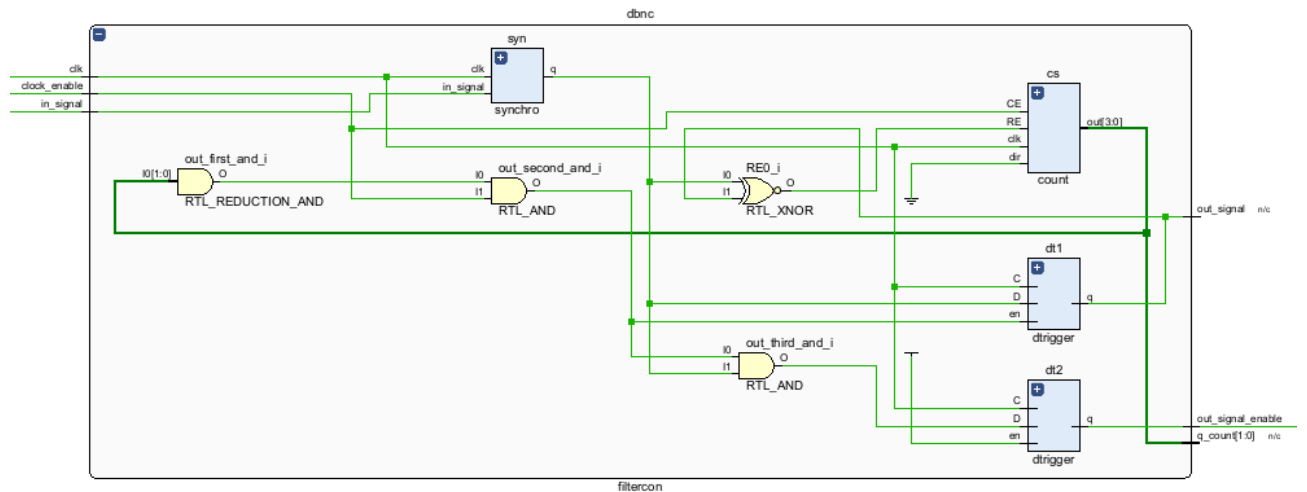 dbnc
syn
clk
clk
q
clock_enable
in_signal
in_signal
synchro
cs
CE
RE
out[3:0]
clk
dir
count
out_first_and_i
I0[1:0]
O
RTL_REDUCTION_AND
out_second_and_i
I0
O
I1
RTL_AND
RE0_i
I0
O
I1
RTL_XNOR
out_signal n/c
dt1
C
D
q
en
dtrigger
out_third_and_i
I0
O
I1
RTL_AND
dt2
C
D
q
en
dtrigger
out_signal_enable
q_count[1:0] n/c
filtercon